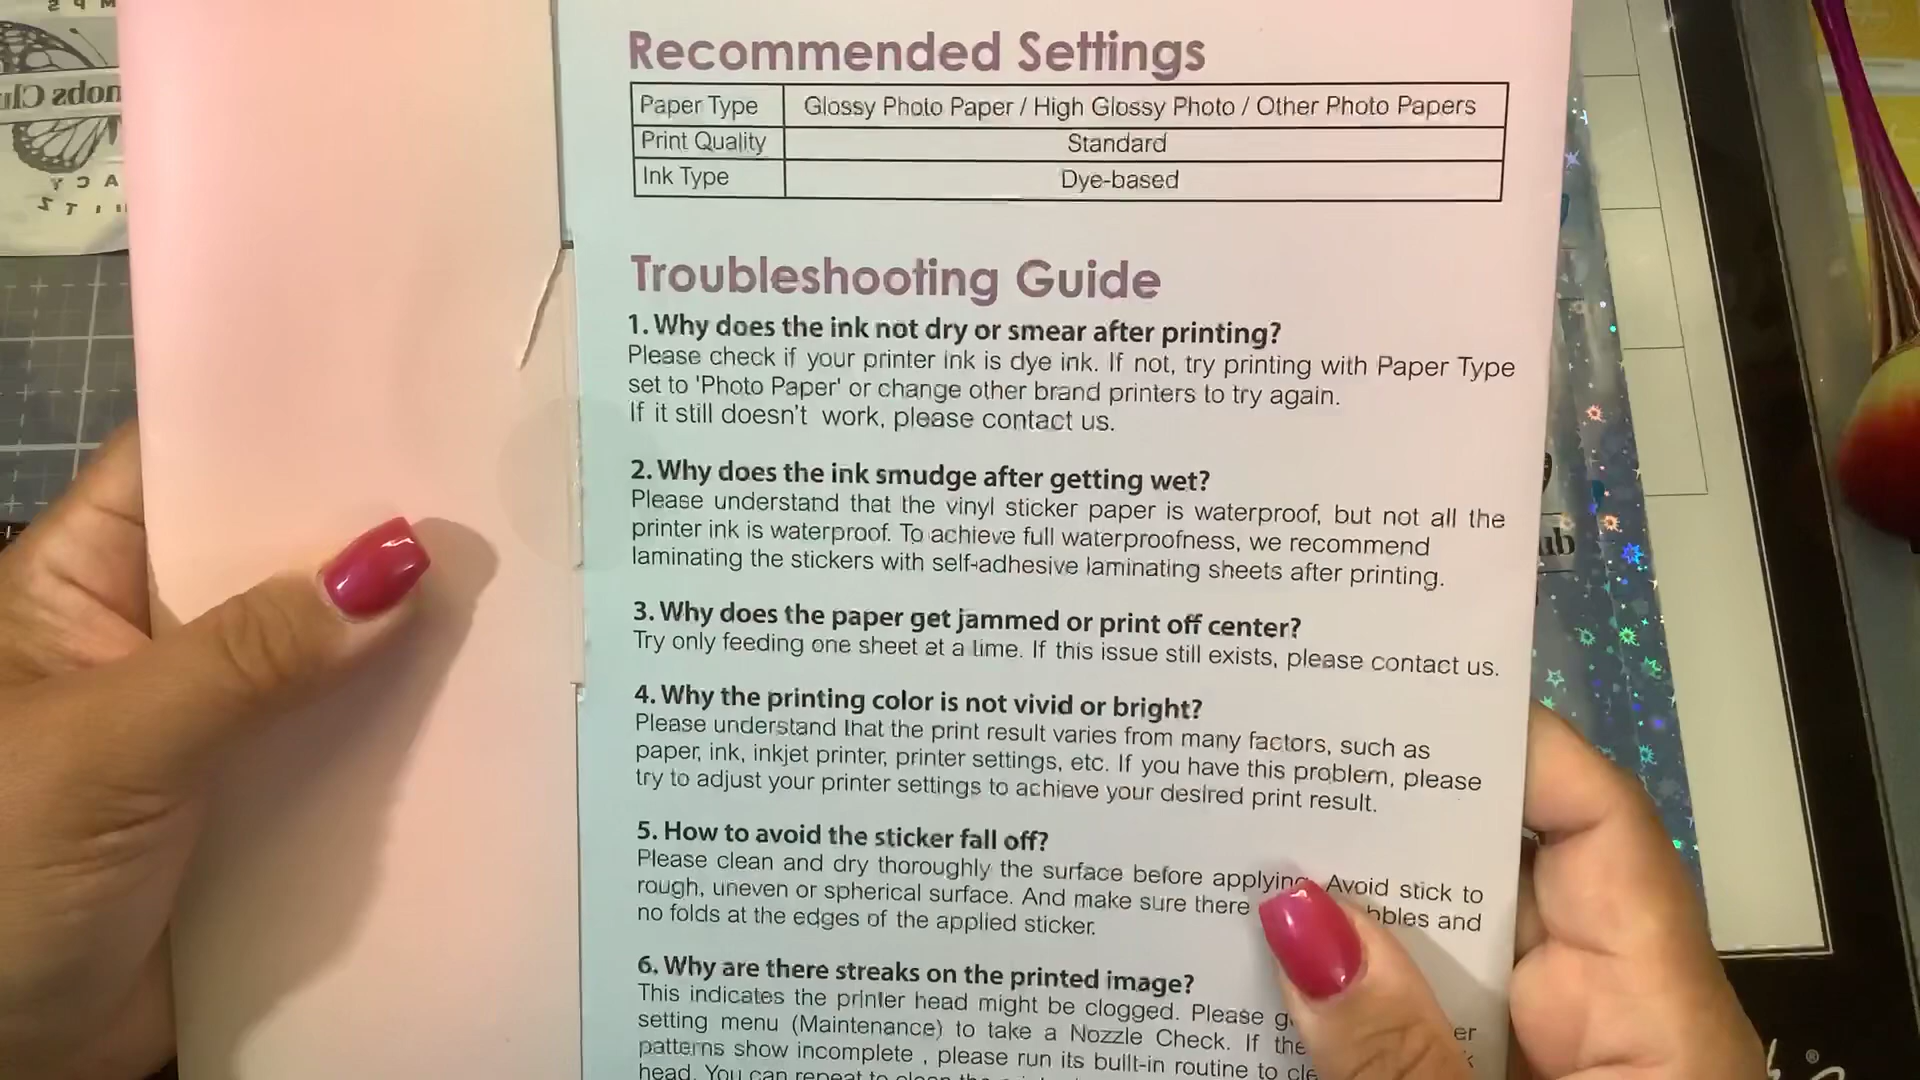 Recommended Settings
Paper Type Glossy Photo Paper / High Glossy Photo / Other Photo Papers
Print Quality Standard
Ink Type Dye-based
Troubleshooting Guide
1. Why does the ink not dry or smear after printing?
Please check if your printer ink is dye ink. If not, try printing with Paper Type
set to 'Photo Paper' or change other brand printers to try again.
If it still doesn't work, please contact us.
2. Why does the ink smudge after getting wet?
Please understand that the vinyl sticker paper is waterproof, but not all the
printer ink is waterproof. To achieve full waterproofness, we recommend
laminating the stickers with self-adhesive laminating sheets after printing.
3. Why does the paper get jammed or print off center?
Try only feeding one sheet at a time. If this issue still exists, please contact us.
4. Why the printing color is not vivid or bright?
Please understand that the print result varies from many factors, such as
paper, ink, inkjet printer, printer settings, etc. If you have this problem, please
try to adjust your printer settings to achieve your desired print result.
5. How to avoid the sticker fall off?
Please clean and dry thoroughly the surface before applying. Avoid stick to
rough, uneven or spherical surface. And make sure there and
no folds at the edges of the applied sticker.
6. Why are there streaks on the printed image?
This indicates the printer head might be clogged. Please
setting menu (Maintenance) to take a Nozzle Check. If the
patterns show incomplete , please run its built-in routine to
head. You can repeat to clean the